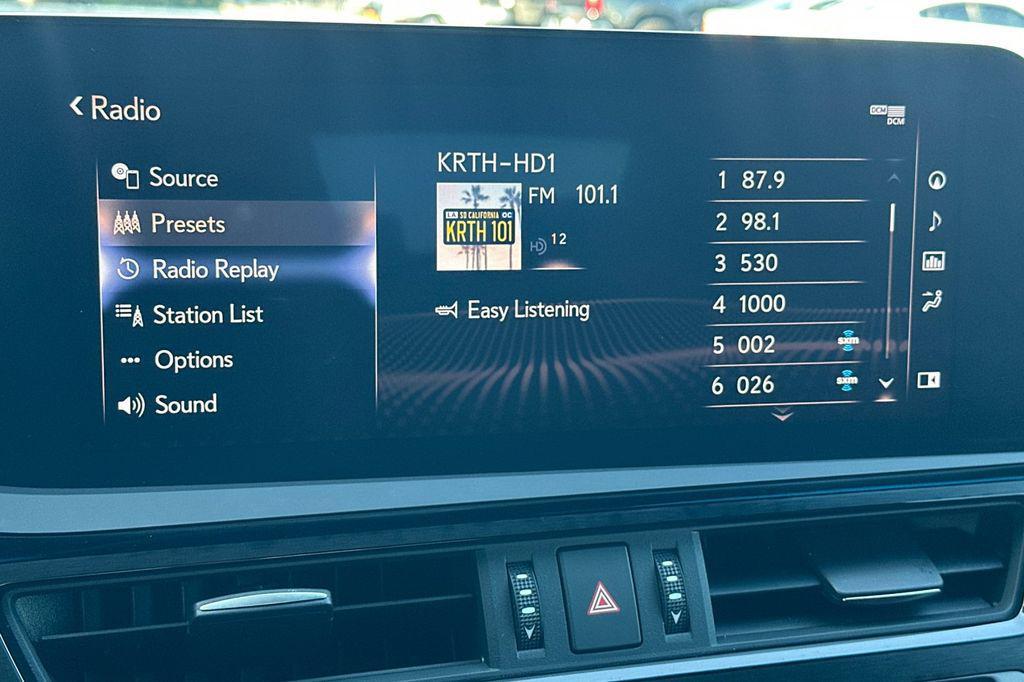 Radio
DCM
DCM
Source
Presets
Radio Replay
Station List
Options
Sound
KRTH-HD1
FM 101.1
LA SO CALIFORNIA OC
KRTH 101
HD 12
Easy Listening
1 87.9
2 98.1
3 530
4 1000
5 002 sxm
6 026 sxm